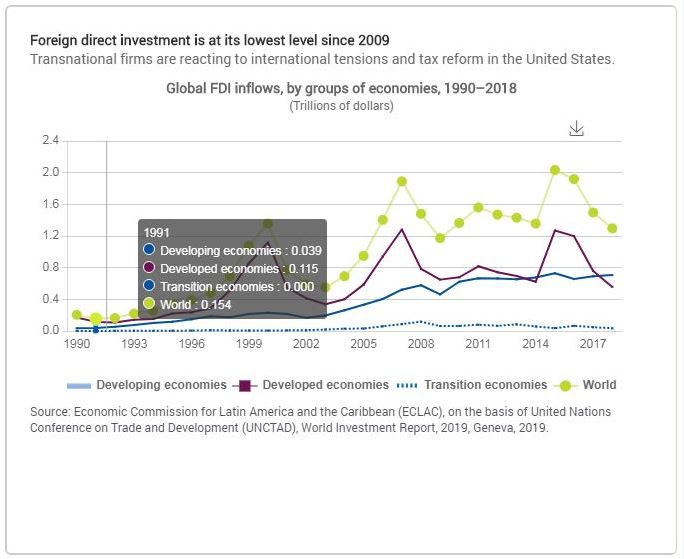 Foreign direct investment is at its lowest level since 2009
Transnational firms are reacting to international tensions and tax reform in the United States.
Global FDI inflows, by groups of economies, 1990–2018
(Trillions of dollars)
2.4
2.0
1.6
1.2
0.8
0.4
0.0
1991
Developing economies : 0.039
Developed economies : 0.115
Transition economies : 0.000
World : 0.154
1990 1993 1996 1999 2002 2005 2008 2011 2014 2017
Developing economies Developed economies Transition economies World
Source: Economic Commission for Latin America and the Caribbean (ECLAC), on the basis of United Nations
Conference on Trade and Development (UNCTAD), World Investment Report, 2019, Geneva, 2019.